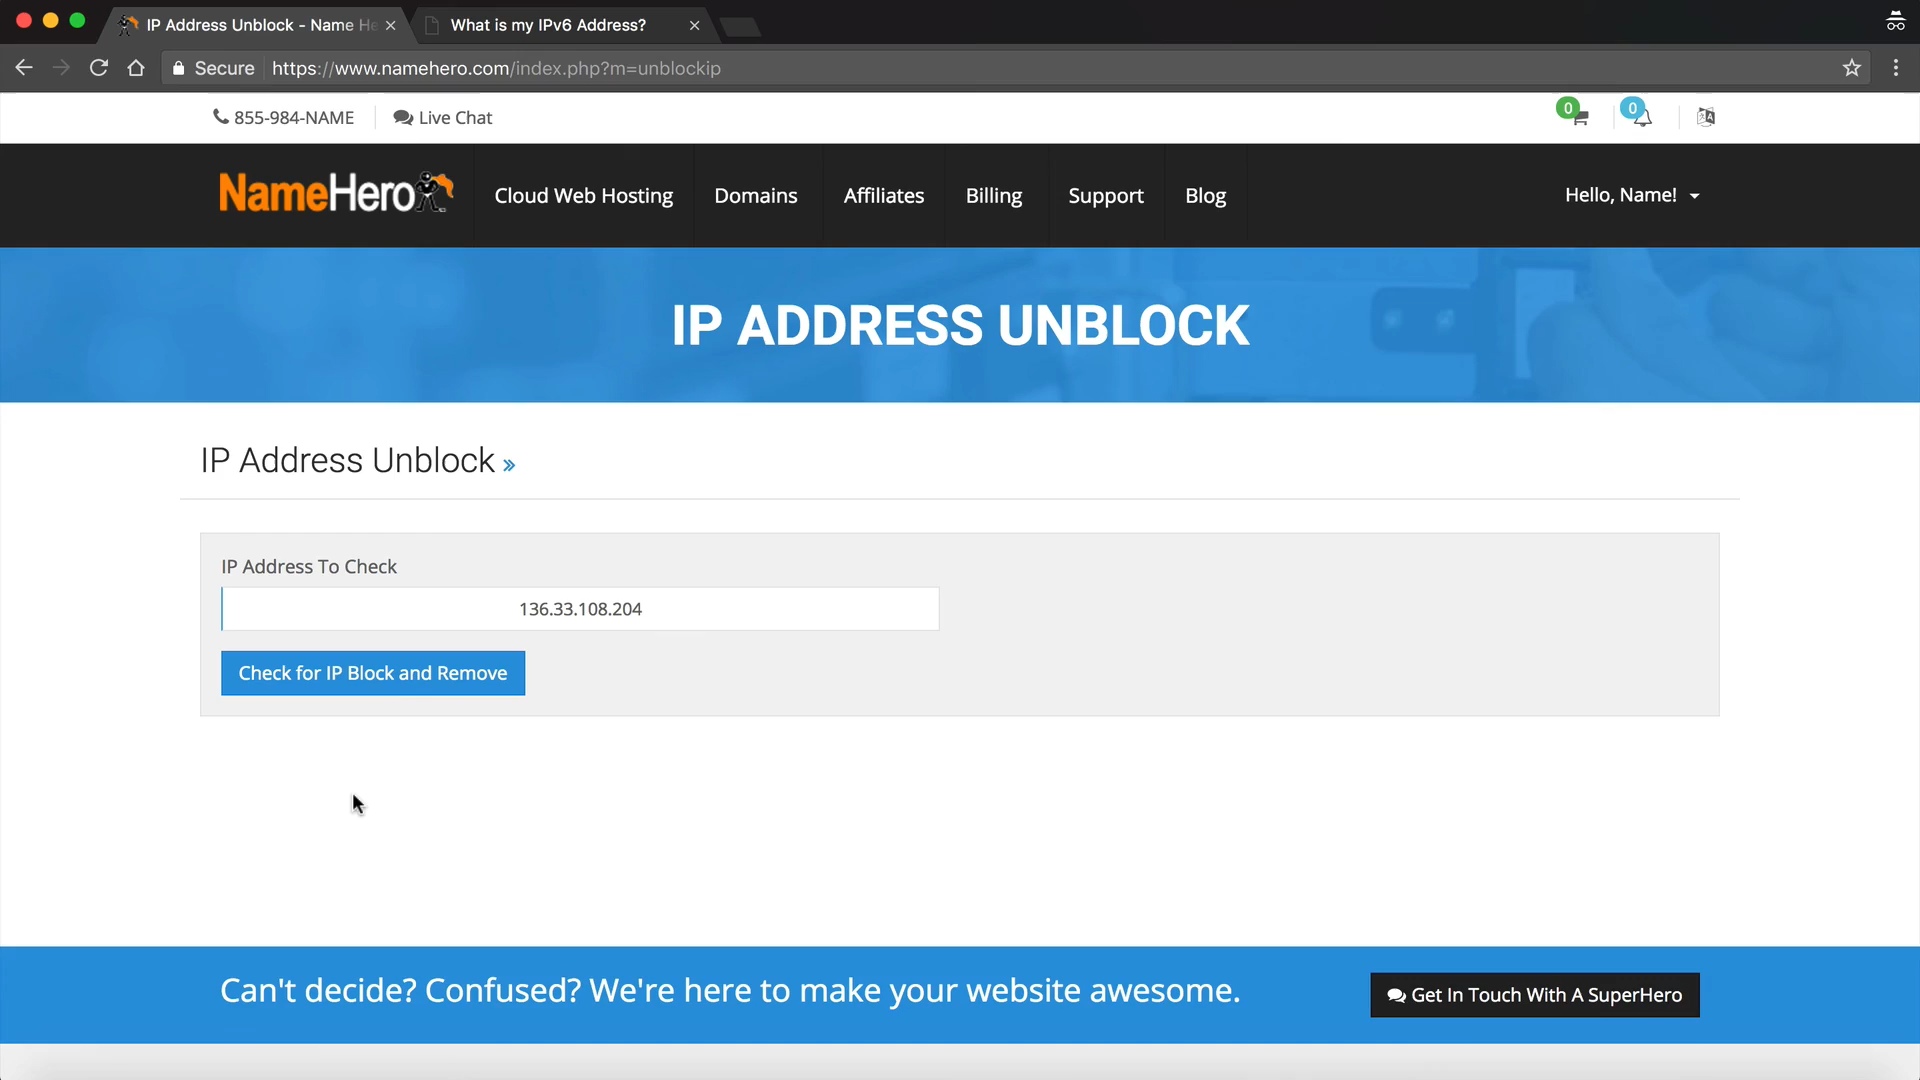 IP Address Unblock - Name He
What is my IPv6 Address?
Secure
https://www.namehero.com/index.php?m=unblockip
855-984-NAME
Live Chat
0
0
NameHero
Cloud Web Hosting
Domains
Affiliates
Billing
Support
Blog
Hello, Name!
IP ADDRESS UNBLOCK
IP Address Unblock »
IP Address To Check
136.33.108.204
Check for IP Block and Remove
Can't decide? Confused? We're here to make your website awesome.
Get In Touch With A SuperHero